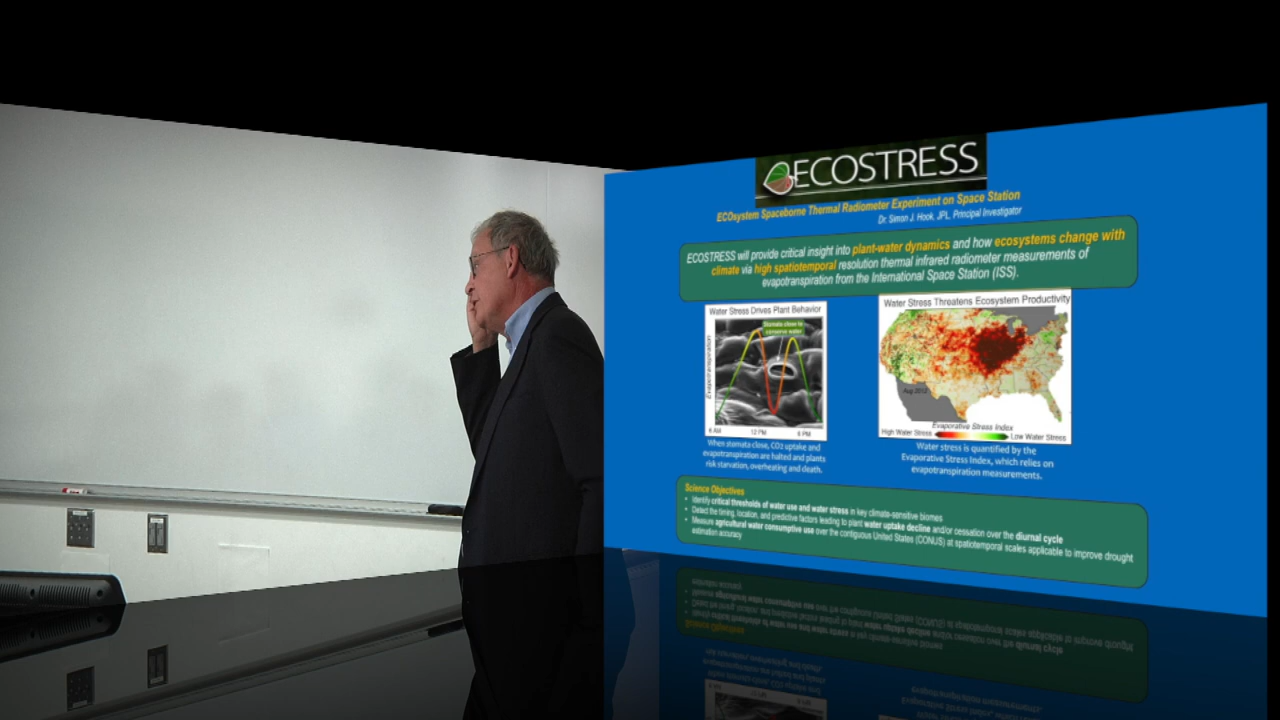 ECOSTRESS
ECOsystem Spaceborne Thermal Radiometer Experiment on Space Station
Dr. Simon J. Hook, JPL, Principal Investigator
ECOSTRESS will provide critical insight into plant-water dynamics and how ecosystems change with
climate via high spatiotemporal resolution thermal infrared radiometer measurements of
evapotranspiration from the International Space Station (ISS).
Water Stress Drives Plant Behavior
Stomata close to
conserve water
Evapotranspiration
6 AM 12 PM 6 PM
When stomata close, CO2 uptake and
evapotranspiration are halted and plants
risk starvation, overheating and death.
Water Stress Threatens Ecosystem Productivity
Aug 2012
Evaporative Stress Index
High Water Stress Low Water Stress
Water stress is quantified by the
Evaporative Stress Index, which relies on
evapotranspiration measurements.
Science Objectives
• Identify critical thresholds of water use and water stress in key climate-sensitive biomes
• Detect the timing, location, and predictive factors leading to plant water uptake decline and/or cessation over the diurnal cycle
• Measure agricultural water consumptive use over the contiguous United States (CONUS) at spatiotemporal scales applicable to improve drought
estimation accuracy